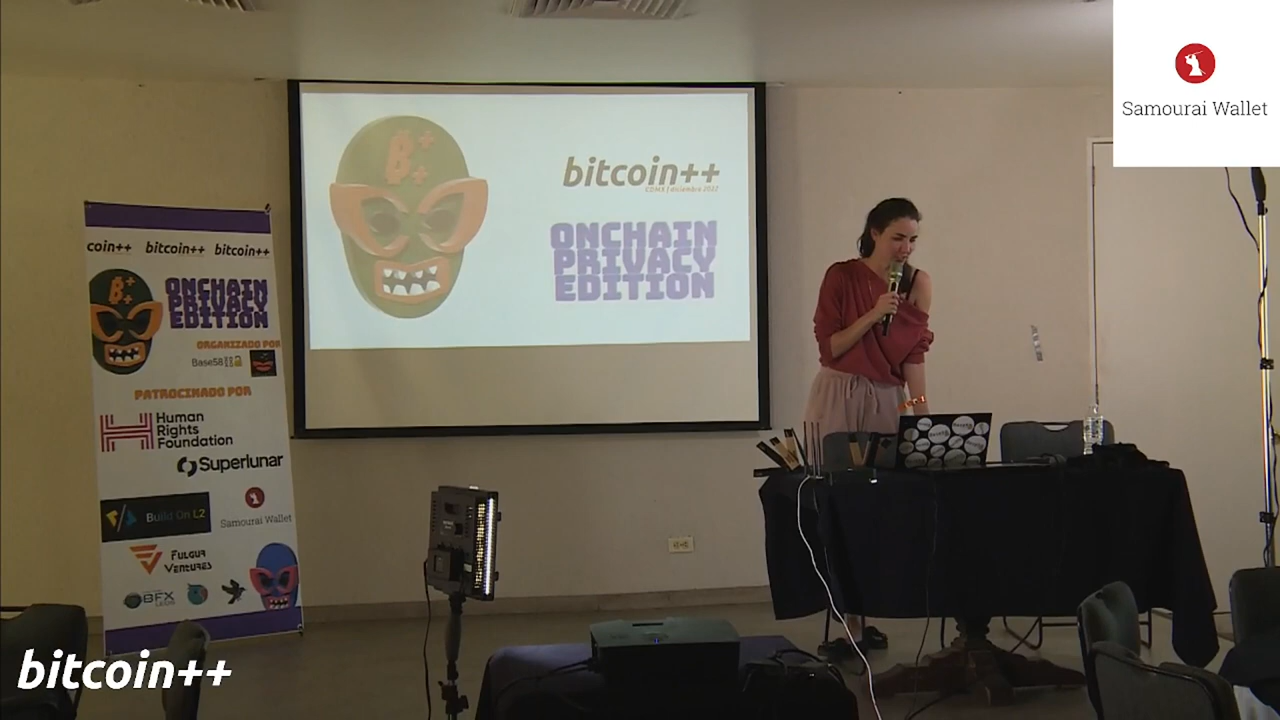 Samourai Wallet
bitcoin++
CDMX | diciembre 2022
ONCHAIN
PRIVACY
EDITION
coin++ bitcoin++ bitcoin++
ONCHAIN
PRIVACY
EDITION
ORGANIZADO POR
Base58
PATROCINADO POR
Human
Rights
Foundation
Superlunar
Build On L2
Samourai Wallet
Fulgur
Ventures
BFX
bitcoin++